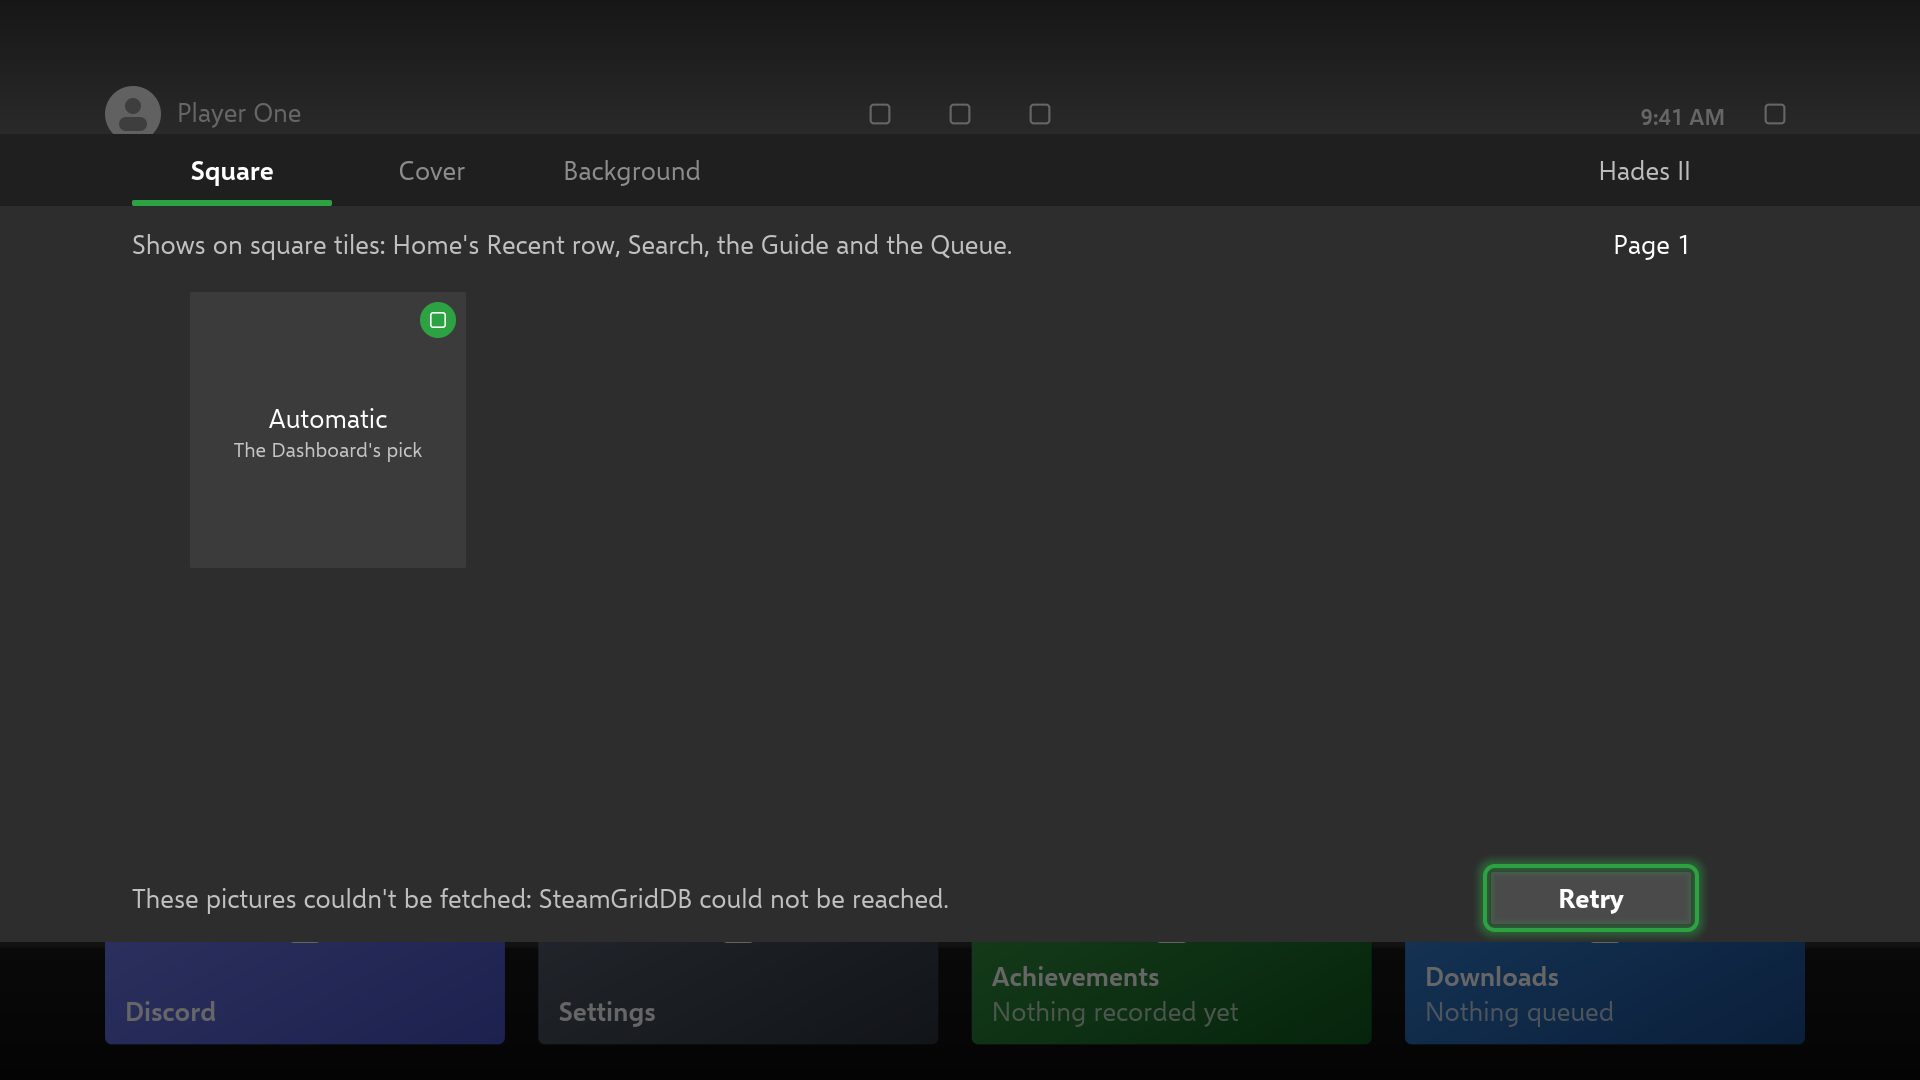 Player One
9:41 AM
Square
Cover
Background
Hades II
Shows on square tiles: Home's Recent row, Search, the Guide and the Queue.
Page 1
Automatic
The Dashboard's pick
These pictures couldn't be fetched: SteamGridDB could not be reached.
Retry
Discord
Settings
Achievements
Nothing recorded yet
Downloads
Nothing queued